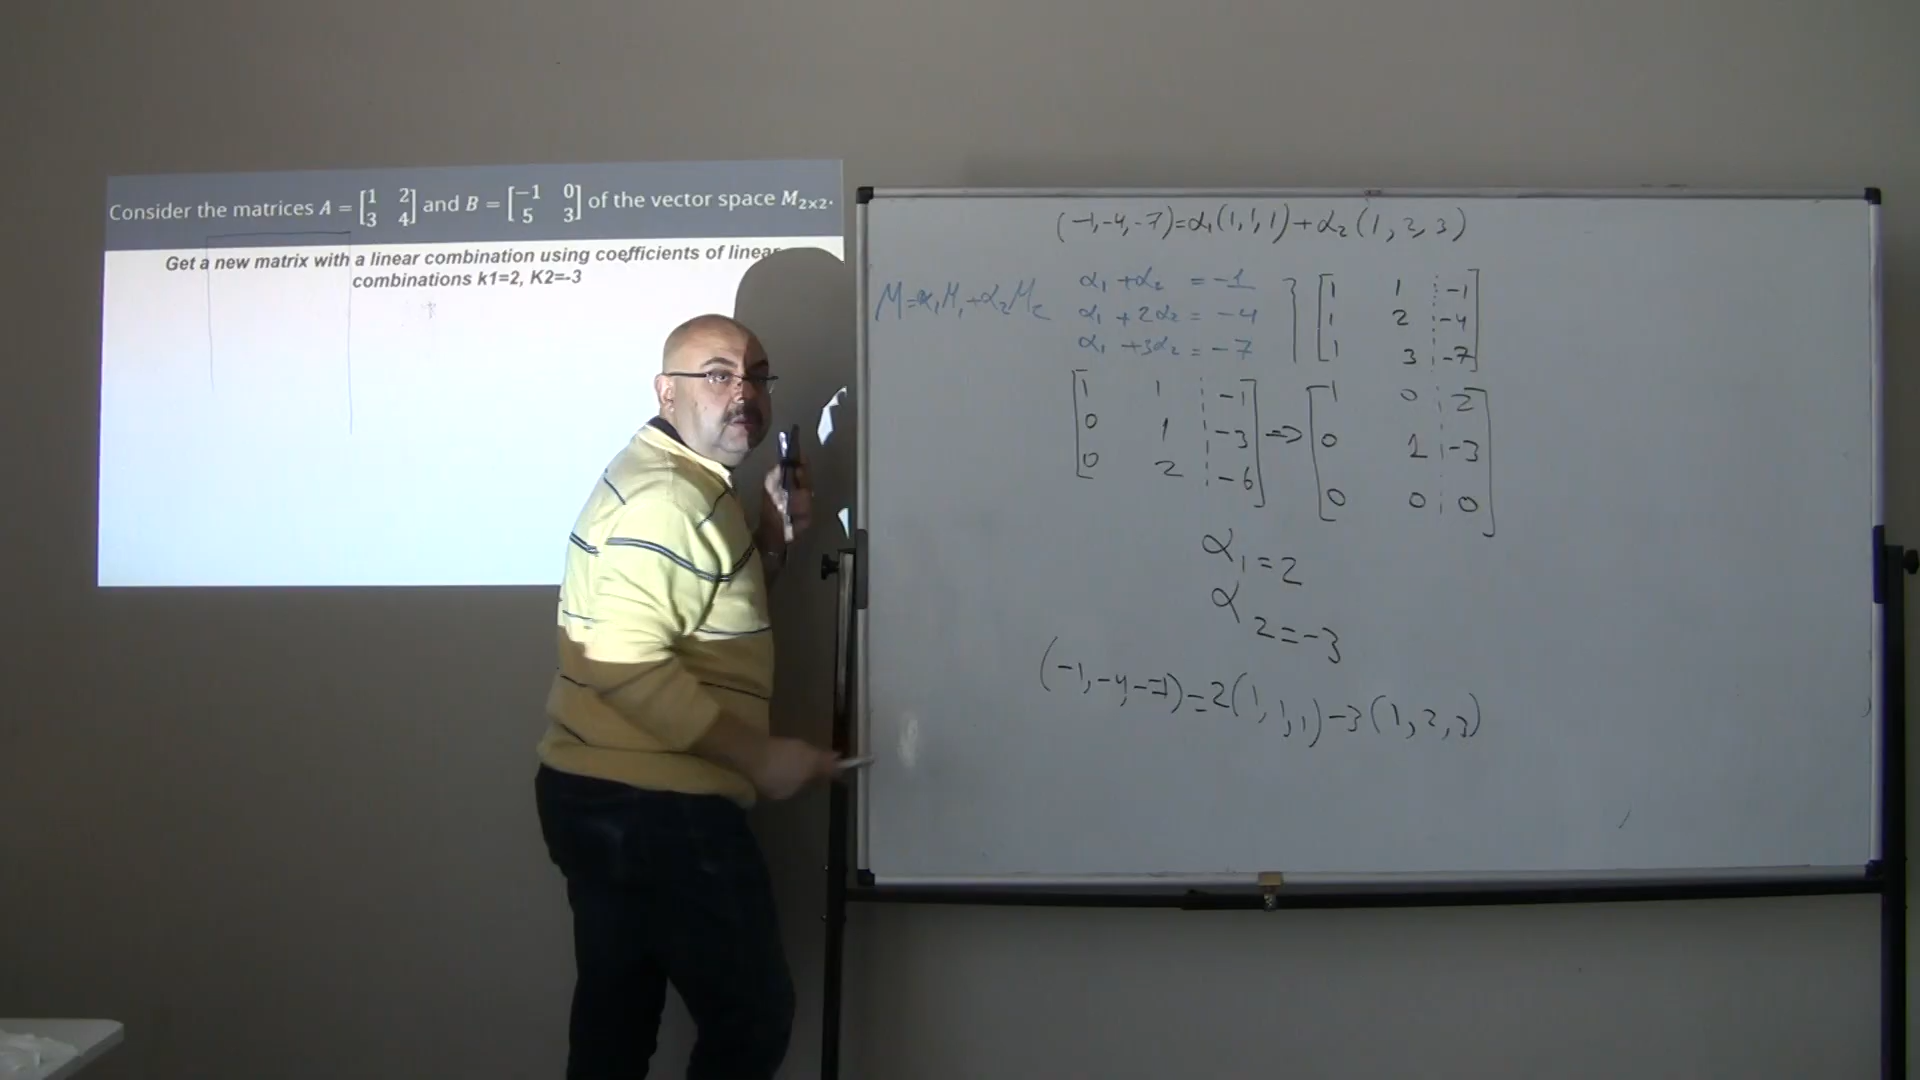 Consider the matrices A = [1 2 3 4] and B = [−1 0 5 3] of the vector space M₂ₓ₂.
Get a new matrix with a linear combination using coefficients of linear
combinations k1=2, K2=-3
(-1,-4,-7)=α₁(1,1,1)+α₂(1,2,3)
M=α₁M₁+α₂M₂
α₁+α₂ = -1
α₁+2α₂ = -4
α₁+3α₂ = -7
1 1 -1
1 2 -4
1 3 -7
1 1 -1
0 1 -3
0 2 -6
⇒
1 0 2
0 1 -3
0 0 0
α₁=2
α₂=-3
(-1,-4,-7)=2(1,1,1)-3(1,2,3)